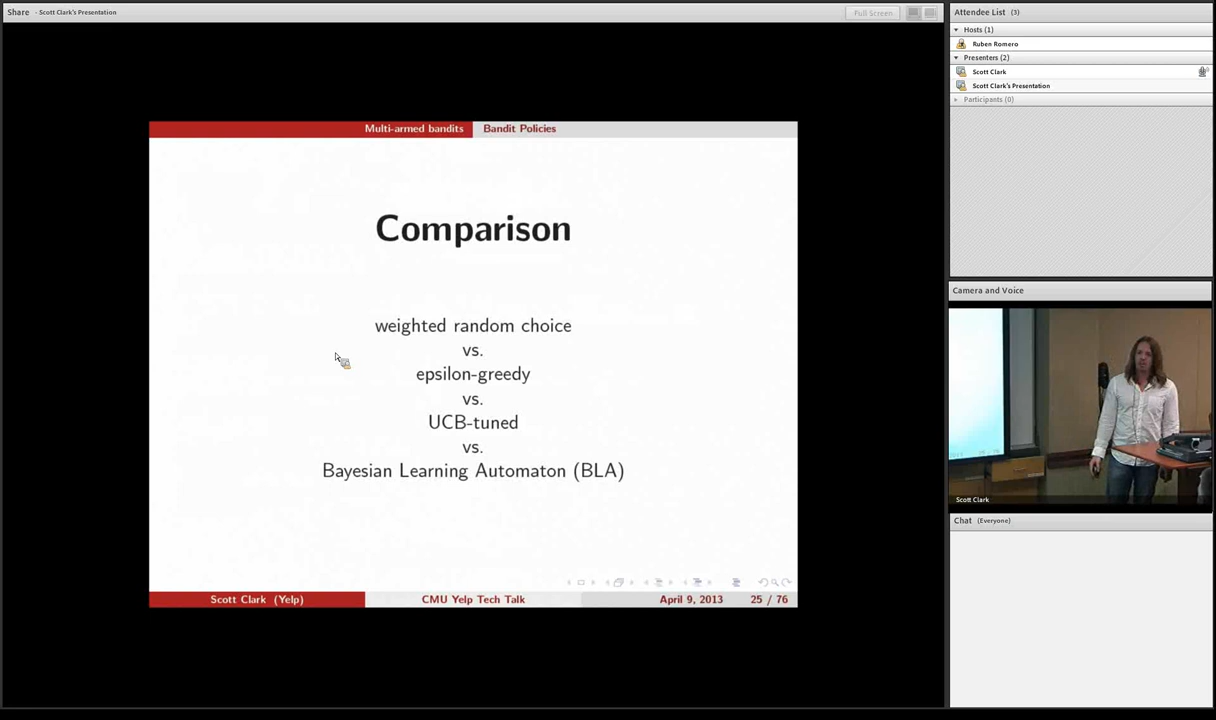 Share - Scott Clark's Presentation
Full Screen
Multi-armed bandits Bandit Policies
Comparison
weighted random choice
vs.
epsilon-greedy
vs.
UCB-tuned
vs.
Bayesian Learning Automaton (BLA)
Scott Clark (Yelp) CMU Yelp Tech Talk April 9, 2013 25 / 76
Attendee List (3)
Hosts (1)
Ruben Romero
Presenters (2)
Scott Clark
Scott Clark's Presentation
Participants (0)
Camera and Voice
Scott Clark
Chat (Everyone)